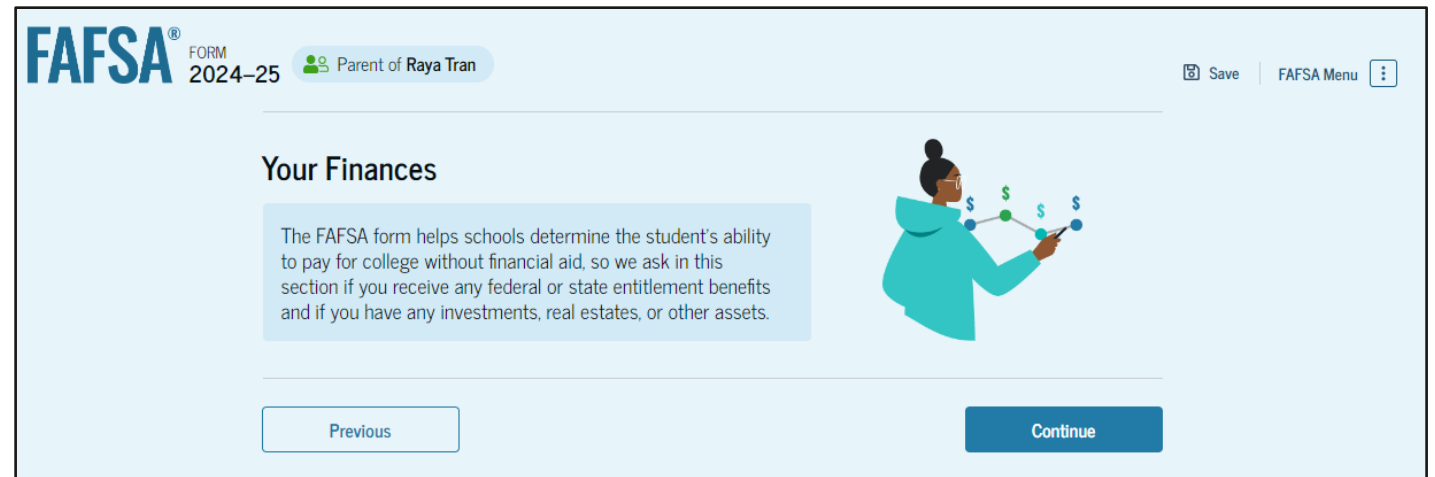 FAFSA®
FORM
2024–25
Parent of Raya Tran
Save
FAFSA Menu
Your Finances
The FAFSA form helps schools determine the student's ability
to pay for college without financial aid, so we ask in this
section if you receive any federal or state entitlement benefits
and if you have any investments, real estates, or other assets.
$ $ $ $
Previous
Continue